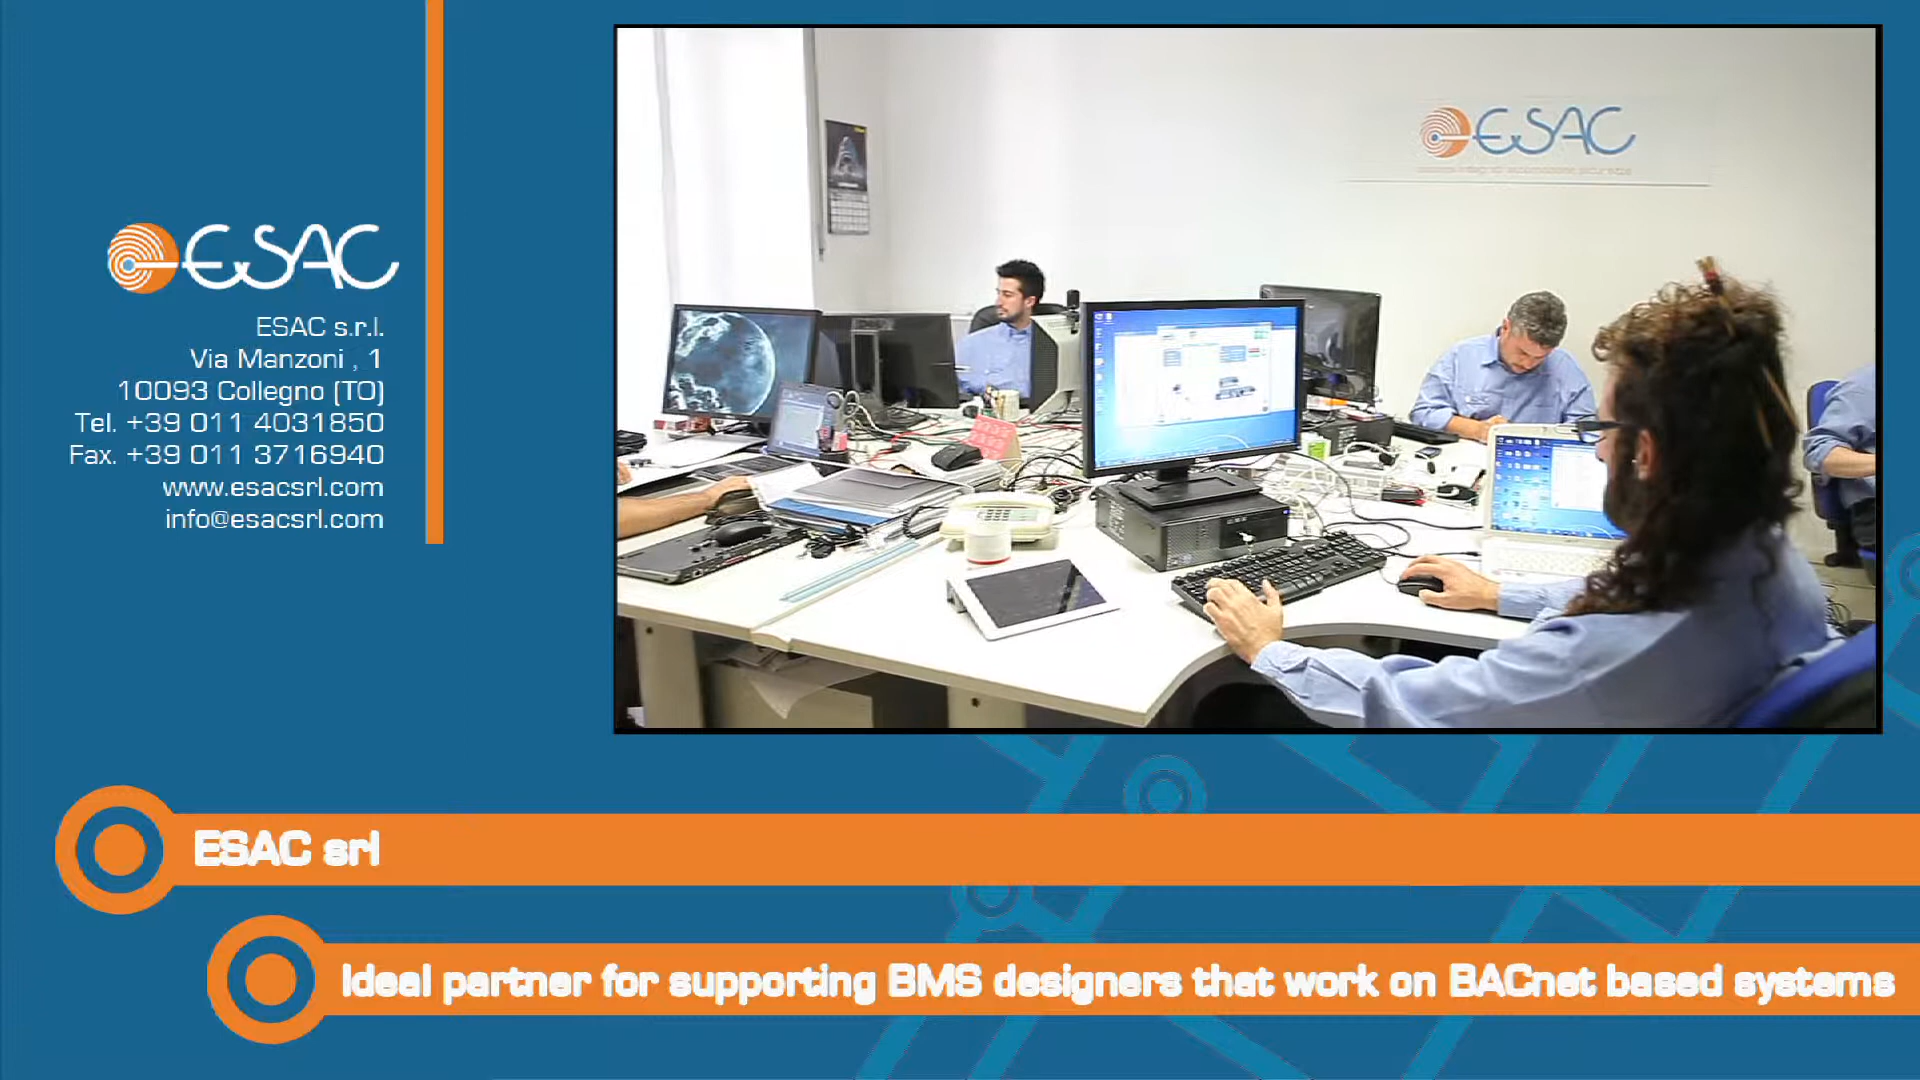 ESAC
ESAC s.r.l.
Via Manzoni , 1
10093 Collegno (TO)
Tel. +39 011 4031850
Fax. +39 011 3716940
www.esacsrl.com
info@esacsrl.com
ESAC
ESAC srl
Ideal partner for supporting BMS designers that work on BACnet based systems